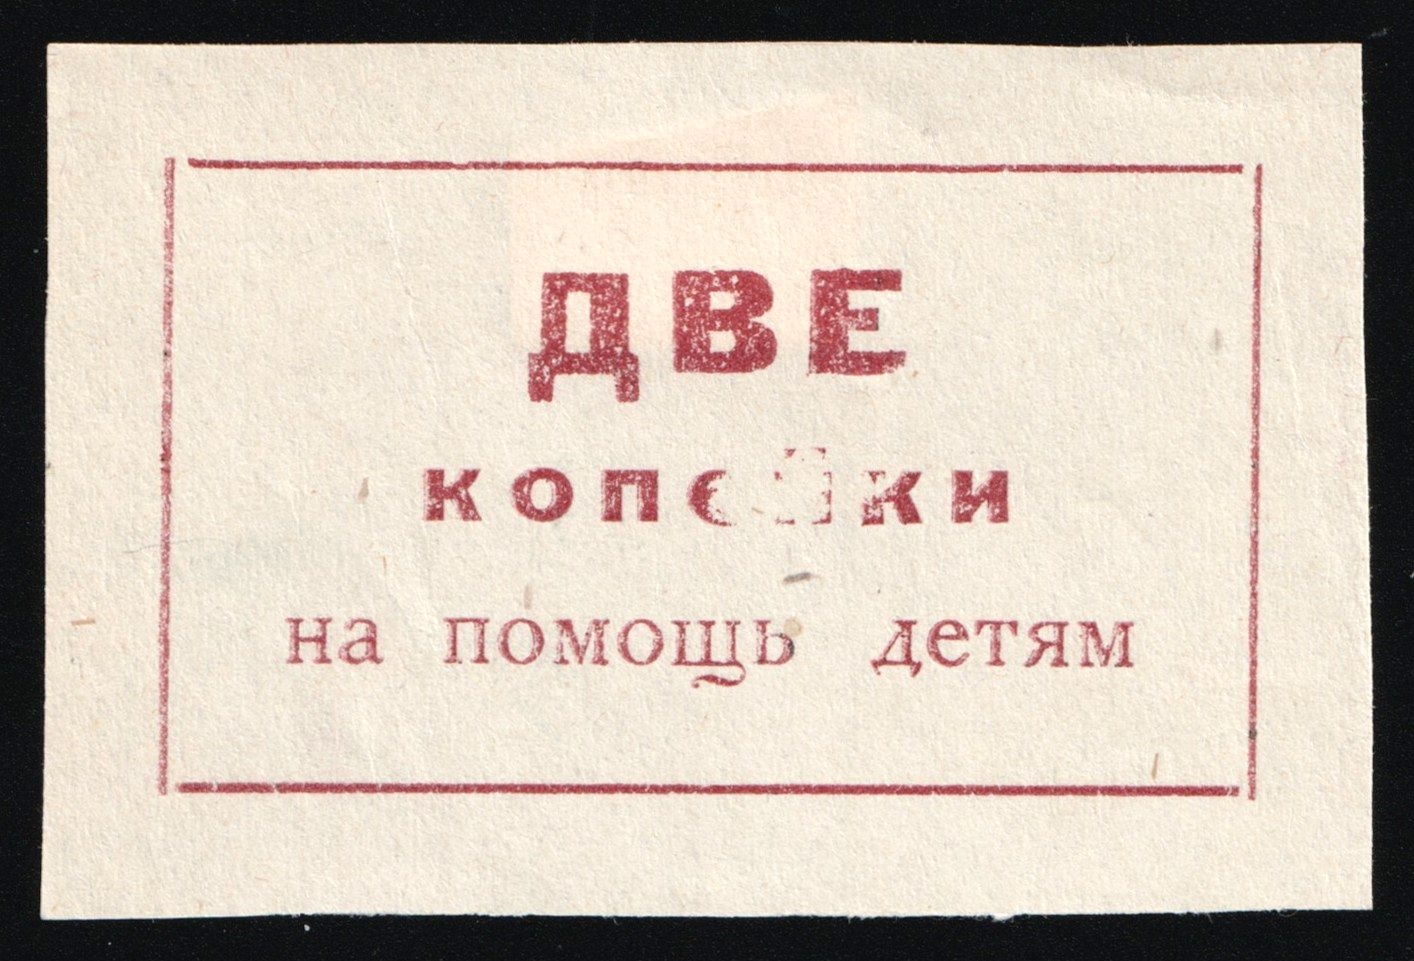 ДВЕ
копейки
на помощь детям